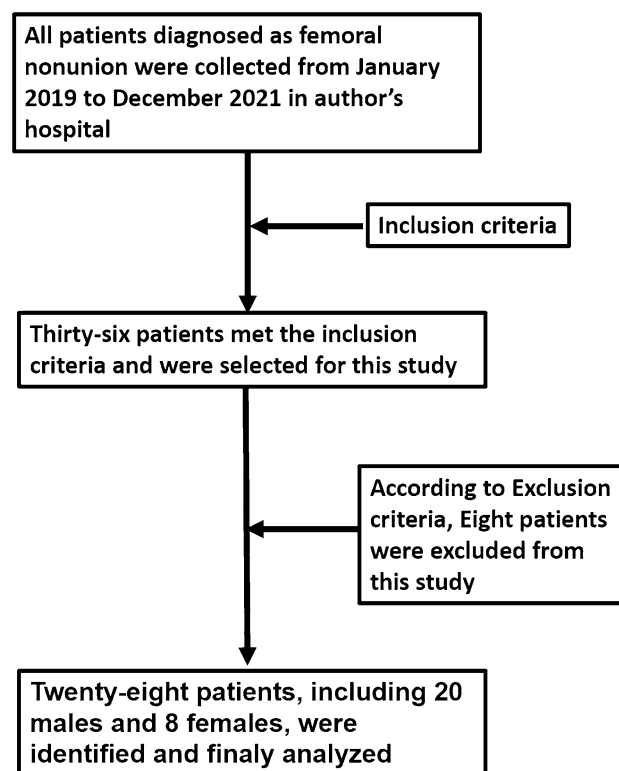 All patients diagnosed as femoral
nonunion were collected from January
2019 to December 2021 in author’s
hospital
Inclusion criteria
Thirty-six patients met the inclusion
criteria and were selected for this study
According to Exclusion
criteria, Eight patients
were excluded from
this study
Twenty-eight patients, including 20
males and 8 females, were
identified and finaly analyzed